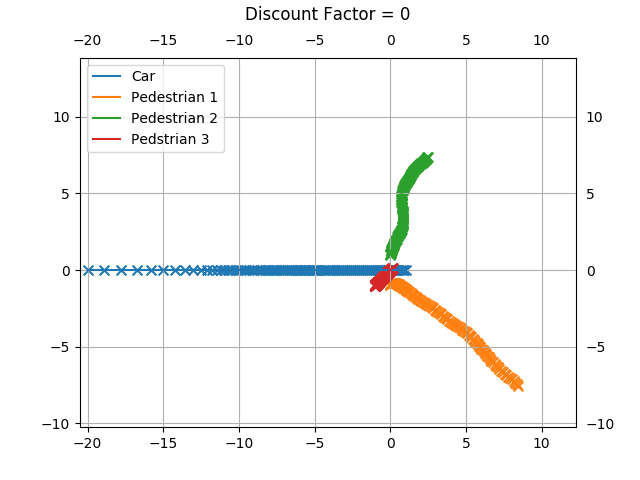 Discount Factor = 0
−20 −15 −10 −5 0 5 10
Car
Pedestrian 1
Pedestrian 2
Pedstrian 3
10 10
5 5
0 0
−5 −5
−10 −10
−20 −15 −10 −5 0 5 10